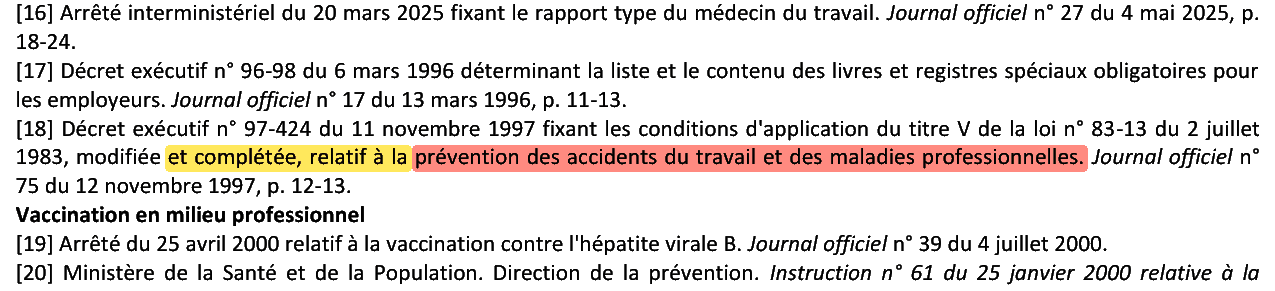 [16] Arrêté interministériel du 20 mars 2025 fixant le rapport type du médecin du travail. Journal officiel n° 27 du 4 mai 2025, p.
18-24.
[17] Décret exécutif n° 96-98 du 6 mars 1996 déterminant la liste et le contenu des livres et registres spéciaux obligatoires pour
les employeurs. Journal officiel n° 17 du 13 mars 1996, p. 11-13.
[18] Décret exécutif n° 97-424 du 11 novembre 1997 fixant les conditions d'application du titre V de la loi n° 83-13 du 2 juillet
1983, modifiée et complétée, relatif à la prévention des accidents du travail et des maladies professionnelles. Journal officiel n°
75 du 12 novembre 1997, p. 12-13.
Vaccination en milieu professionnel
[19] Arrêté du 25 avril 2000 relatif à la vaccination contre l'hépatite virale B. Journal officiel n° 39 du 4 juillet 2000.
[20] Ministère de la Santé et de la Population. Direction de la prévention. Instruction n° 61 du 25 janvier 2000 relative à la